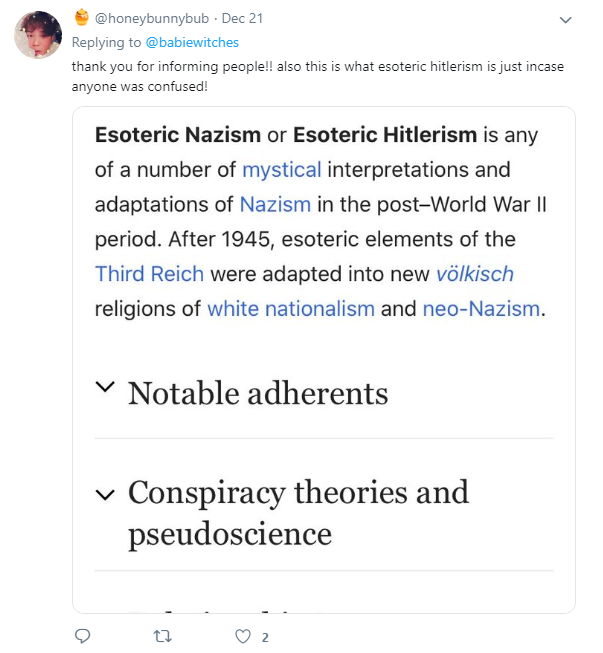 @honeybunnybub · Dec 21
Replying to @babiewitches
thank you for informing people!! also this is what esoteric hitlerism is just incase
anyone was confused!
Esoteric Nazism or Esoteric Hitlerism is any
of a number of mystical interpretations and
adaptations of Nazism in the post–World War II
period. After 1945, esoteric elements of the
Third Reich were adapted into new völkisch
religions of white nationalism and neo-Nazism.
Notable adherents
Conspiracy theories and
pseudoscience
2